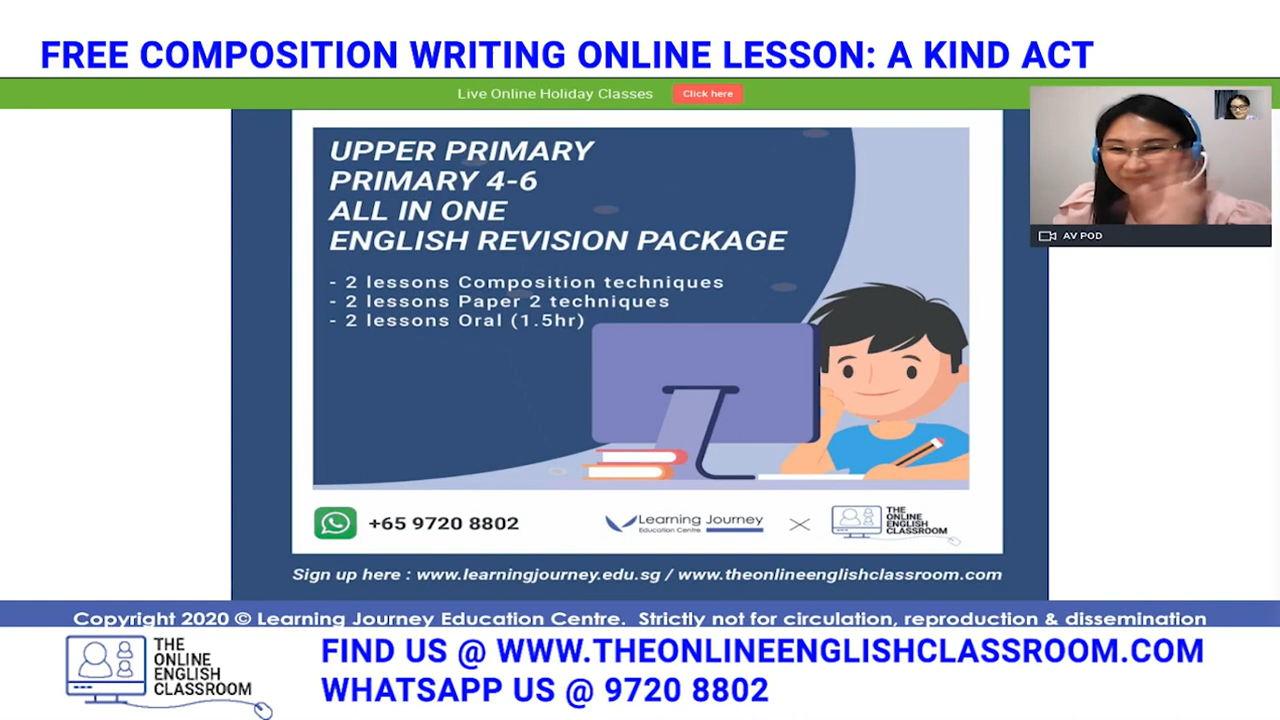 FREE COMPOSITION WRITING ONLINE LESSON: A KIND ACT
Live Online Holiday Classes Click here
UPPER PRIMARY
PRIMARY 4-6
ALL IN ONE
ENGLISH REVISION PACKAGE
- 2 lessons Composition techniques
- 2 lessons Paper 2 techniques
- 2 lessons Oral (1.5hr)
AV POD
+65 9720 8802
Learning Journey
Education Centre
THE
ONLINE
ENGLISH
CLASSROOM
Sign up here : www.learningjourney.edu.sg / www.theonlineenglishclassroom.com
Copyright 2020 © Learning Journey Education Centre. Strictly not for circulation, reproduction & dissemination
THE
ONLINE
ENGLISH
CLASSROOM
FIND US @ WWW.THEONLINEENGLISHCLASSROOM.COM
WHATSAPP US @ 9720 8802